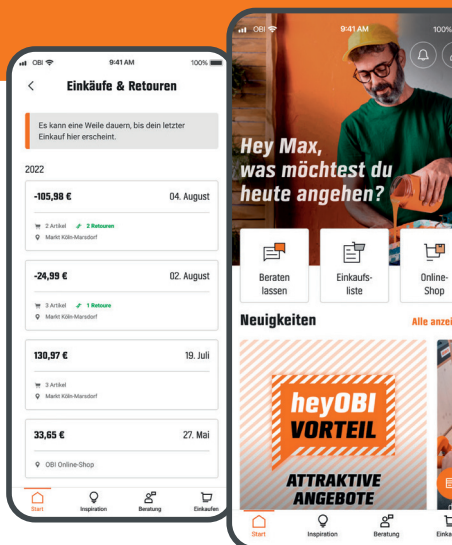 OBI
9:41 AM
100%
Einkäufe & Retouren
Es kann eine Weile dauern, bis dein letzter
Einkauf hier erscheint.
2022
-105,98 €
04. August
2 Artikel
2 Retouren
Markt Köln-Marsdorf
-24,99 €
02. August
3 Artikel
1 Retoure
Markt Köln-Marsdorf
130,97 €
19. Juli
3 Artikel
Markt Köln-Marsdorf
33,65 €
27. Mai
OBI Online-Shop
Start
Inspiration
Beratung
Einkaufen
OBI
9:41 AM
100%
Hey Max,
was möchtest du
heute angehen?
Beraten
lassen
Einkaufs-
liste
Online-
Shop
Neuigkeiten
Alle anzei
heyOBI
VORTEIL
ATTRAKTIVE
ANGEBOTE
Start
Inspiration
Beratung
Einka